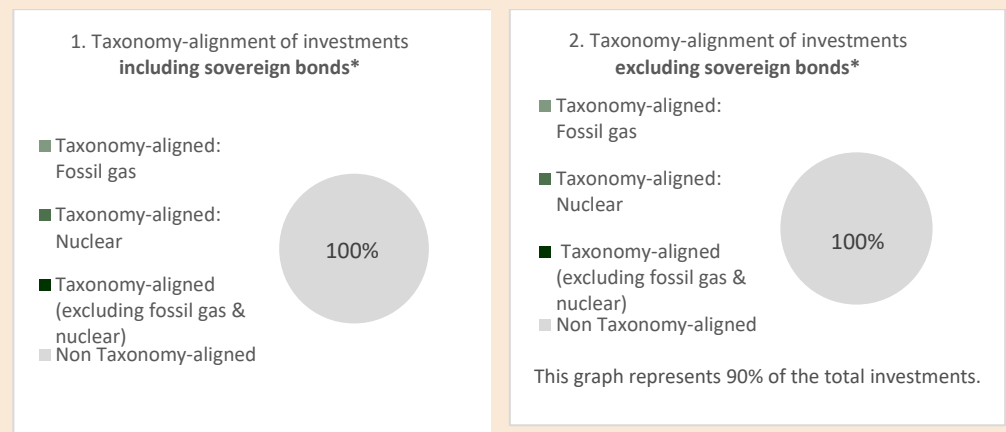 1. Taxonomy-alignment of investments
including sovereign bonds*
Taxonomy-aligned:
Fossil gas
Taxonomy-aligned:
Nuclear
Taxonomy-aligned
(excluding fossil gas &
nuclear)
Non Taxonomy-aligned
100%
2. Taxonomy-alignment of investments
excluding sovereign bonds*
Taxonomy-aligned:
Fossil gas
Taxonomy-aligned:
Nuclear
Taxonomy-aligned
(excluding fossil gas &
nuclear)
Non Taxonomy-aligned
100%
This graph represents 90% of the total investments.